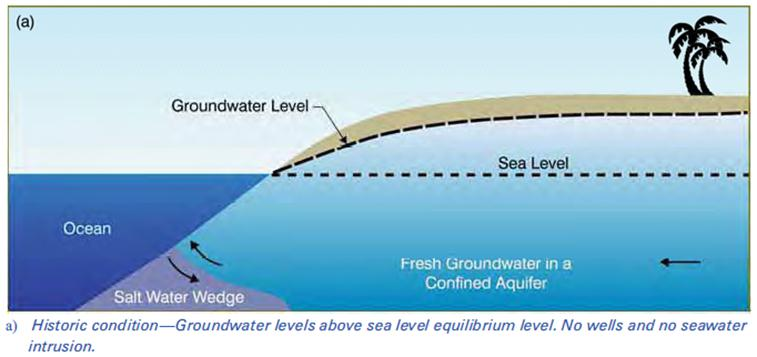 (a)
Groundwater Level
Sea Level
Ocean
Fresh Groundwater in a
Confined Aquifer
Salt Water Wedge
a) Historic condition—Groundwater levels above sea level equilibrium level. No wells and no seawater
intrusion.